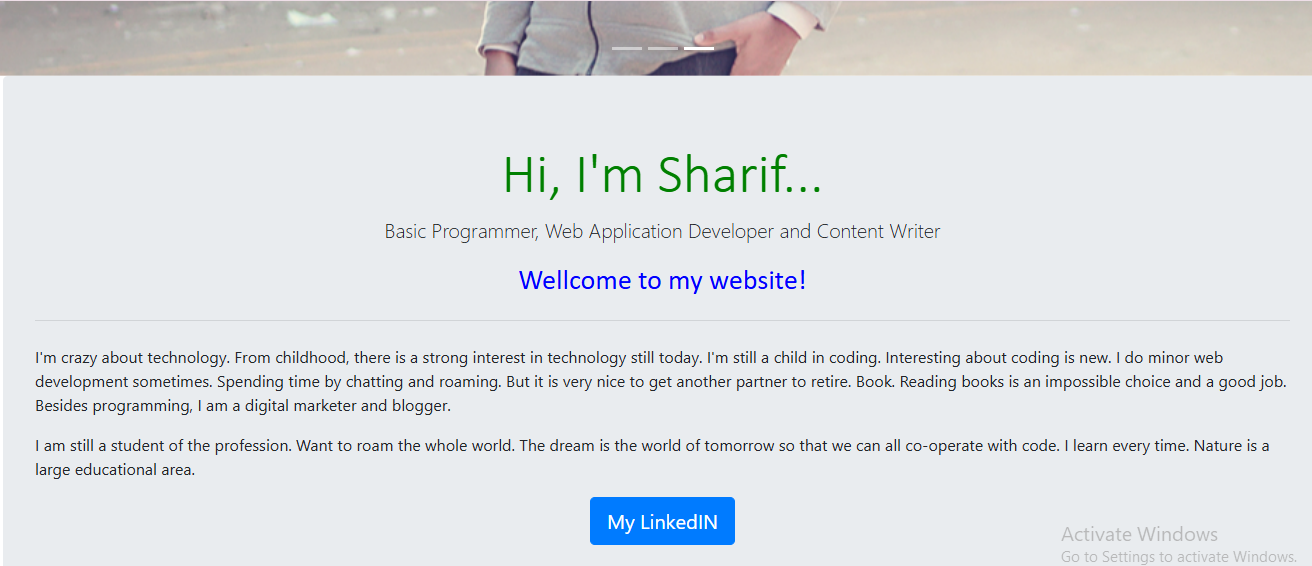 Hi, I'm Sharif...
Basic Programmer, Web Application Developer and Content Writer
Wellcome to my website!
I'm crazy about technology. From childhood, there is a strong interest in technology still today. I'm still a child in coding. Interesting about coding is new. I do minor web
development sometimes. Spending time by chatting and roaming. But it is very nice to get another partner to retire. Book. Reading books is an impossible choice and a good job.
Besides programming, I am a digital marketer and blogger.
I am still a student of the profession. Want to roam the whole world. The dream is the world of tomorrow so that we can all co-operate with code. I learn every time. Nature is a
large educational area.
My LinkedIN
Activate Windows
Go to Settings to activate Windows.